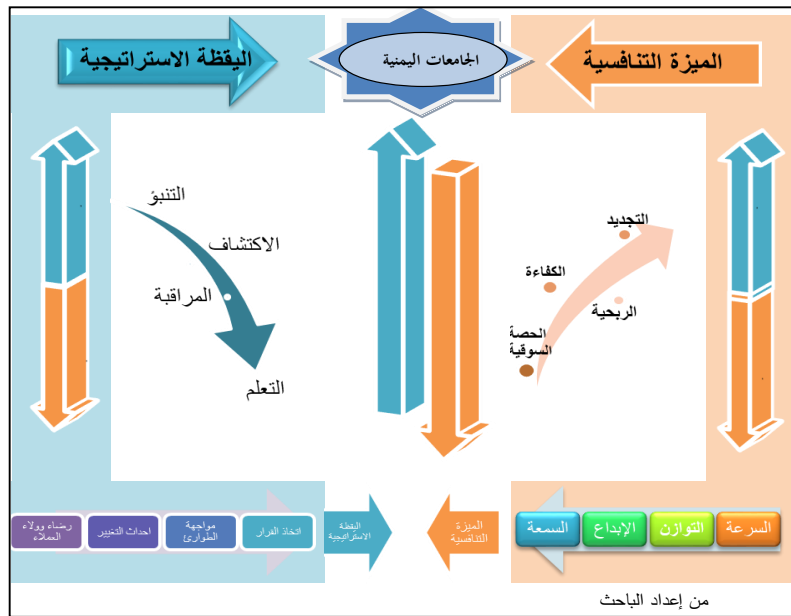 الميزة التنافسية
الجامعات اليمنية
اليقظة الاستراتيجية
التجديد
الكفاءة
الربحية
الحصة
السوقية
التنبؤ
الاكتشاف
المراقبة
التعلم
السرعة
التوازن
الإبداع
السمعة
الميزة
التنافسية
اليقظة
الاستراتيجية
اتخاذ القرار
مواجهة
الطوارئ
احداث التغيير
رضاء وولاء
العملاء
من إعداد الباحث